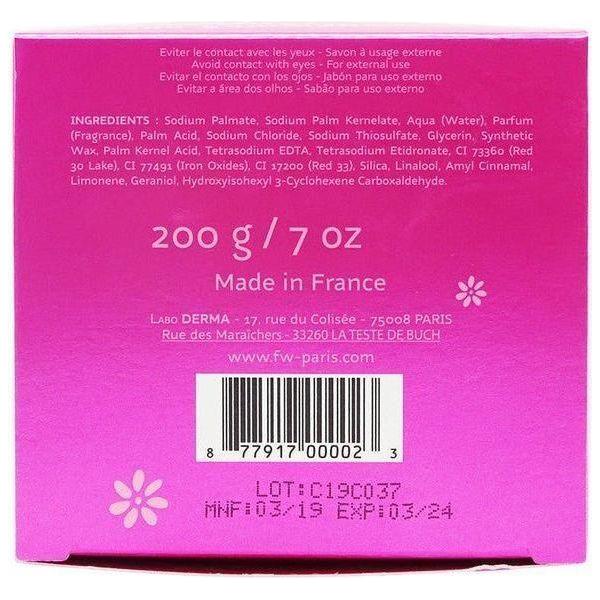 Eviter le contact avec les yeux - Savon à usage externe
Avoid contact with eyes - For external use
Evitar el contacto con los ojos - Jabón para uso externo
Evitar a área dos olhos - Sabão para uso externo
INGREDIENTS : Sodium Palmate, Sodium Palm Kernelate, Aqua (Water), Parfum
(Fragrance), Palm Acid, Sodium Chloride, Sodium Thiosulfate, Glycerin, Synthetic
Wax, Palm Kernel Acid, Tetrasodium EDTA, Tetrasodium Etidronate, CI 73360 (Red
30 Lake), CI 77491 (Iron Oxides), CI 17200 (Red 33), Silica, Linalool, Amyl Cinnamal,
Limonene, Geraniol, Hydroxyisohexyl 3-Cyclohexene Carboxaldehyde.
200 g / 7 oz
Made in France
LABO DERMA - 17, rue du Colisée - 75008 PARIS
Rue des Maraîchers - 33260 LA TESTE DE BUCH
www.fw-paris.com
8 77917 00002 3
LOT:C19C037
MNF:03/19 EXP:03/24